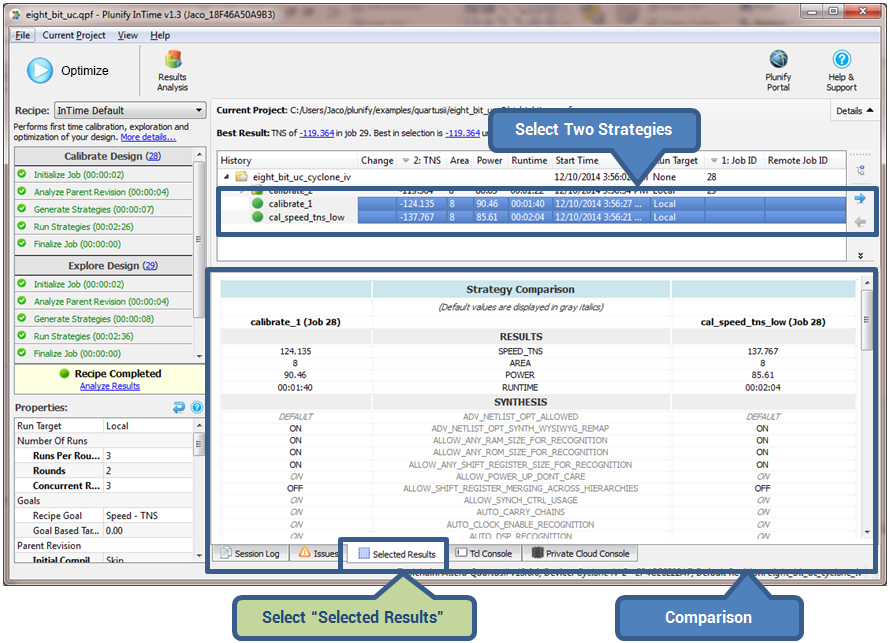 eight_bit_uc.qpf - Plunify InTime v1.3 (Jaco_18F46A50A9B3)
File Current Project View Help
Optimize
Results Analysis
Plunify Portal
Help & Support
Recipe: InTime Default
Performs first time calibration, exploration and
optimization of your design. More details...
Calibrate Design (28)
Initialize Job (00:00:02)
Analyze Parent Revision (00:00:04)
Generate Strategies (00:00:07)
Run Strategies (00:02:26)
Finalize Job (00:00:00)
Explore Design (29)
Initialize Job (00:00:02)
Analyze Parent Revision (00:00:04)
Generate Strategies (00:00:08)
Run Strategies (00:02:36)
Finalize Job (00:00:00)
Recipe Completed
Analyze Results
Properties:
Run Target Local
Number Of Runs
Runs Per Rou... 3
Rounds 2
Concurrent R... 3
Goals
Recipe Goal Speed - TNS
Goal Based Tar... 0.00
Parent Revision
Initial Compil... Skip
Current Project: C:/Users/Jaco/plunify/examples/quartusii/eight_bit_uc
Details
Best Result: TNS of -119.364 in job 29. Best in selection is -119.364
Select Two Strategies
History Change 2: TNS Area Power Runtime Start Time Run Target 1: Job ID Remote Job ID
eight_bit_uc_cyclone_iv 12/10/2014 3:56:02 None 28
calibrate_2 -119.364 8 80.83 00:01:22 12/10/2014 3:56:34 PM Local 29
calibrate_1 -124.135 8 90.46 00:01:40 12/10/2014 3:56:27 ... Local
cal_speed_tns_low -137.767 8 85.61 00:02:04 12/10/2014 3:56:21 ... Local
Strategy Comparison
(Default values are displayed in gray italics)
calibrate_1 (Job 28) cal_speed_tns_low (Job 28)
RESULTS
124.135 SPEED_TNS 137.767
8 AREA 8
90.46 POWER 85.61
00:01:40 RUNTIME 00:02:04
SYNTHESIS
DEFAULT ADV_NETLIST_OPT_ALLOWED DEFAULT
ON ADV_NETLIST_OPT_SYNTH_WYSIWYG_REMAP ON
ON ALLOW_ANY_RAM_SIZE_FOR_RECOGNITION ON
ON ALLOW_ANY_ROM_SIZE_FOR_RECOGNITION ON
ON ALLOW_ANY_SHIFT_REGISTER_SIZE_FOR_RECOGNITION ON
ON ALLOW_POWER_UP_DONT_CARE ON
OFF ALLOW_SHIFT_REGISTER_MERGING_ACROSS_HIERARCHIES OFF
ON ALLOW_SYNCH_CTRL_USAGE ON
ON AUTO_CARRY_CHAINS ON
ON AUTO_CLOCK_ENABLE_RECOGNITION ON
ON AUTO_DSP_RECOGNITION ON
Session Log Issues Selected Results Tcl Console Private Cloud Console
Select “Selected Results”
Comparison